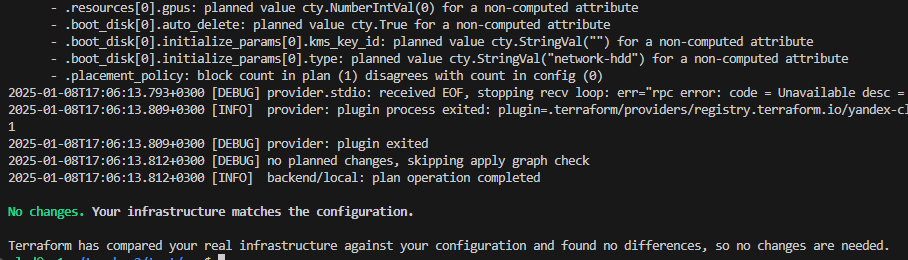 - .resources[0].gpus: planned value cty.NumberIntVal(0) for a non-computed attribute
- .boot_disk[0].auto_delete: planned value cty.True for a non-computed attribute
- .boot_disk[0].initialize_params[0].kms_key_id: planned value cty.StringVal("") for a non-computed attribute
- .boot_disk[0].initialize_params[0].type: planned value cty.StringVal("network-hdd") for a non-computed attribute
- .placement_policy: block count in plan (1) disagrees with count in config (0)
2025-01-08T17:06:13.793+0300 [DEBUG] provider.stdio: received EOF, stopping recv loop: err="rpc error: code = Unavailable desc =
2025-01-08T17:06:13.809+0300 [INFO]  provider: plugin process exited: plugin=.terraform/providers/registry.terraform.io/yandex-cl
1
2025-01-08T17:06:13.809+0300 [DEBUG] provider: plugin exited
2025-01-08T17:06:13.812+0300 [DEBUG] no planned changes, skipping apply graph check
2025-01-08T17:06:13.812+0300 [INFO]  backend/local: plan operation completed
No changes. Your infrastructure matches the configuration.
Terraform has compared your real infrastructure against your configuration and found no differences, so no changes are needed.